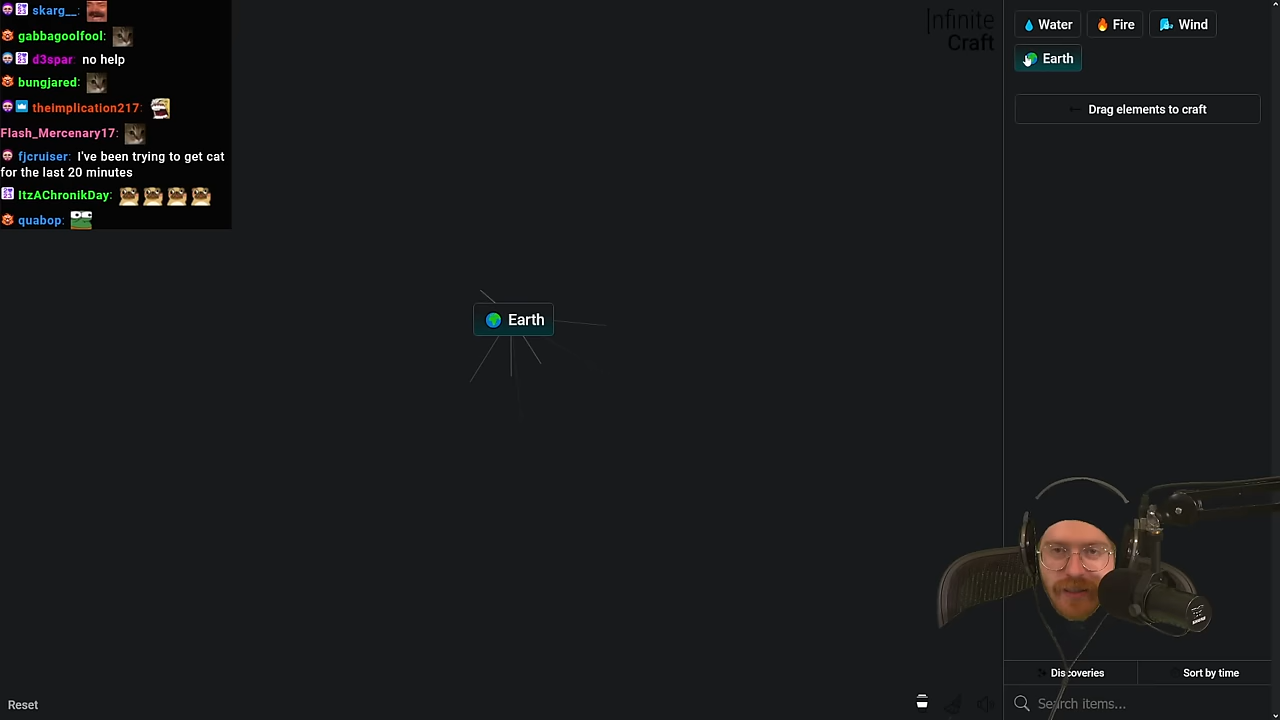 skarg__:
gabbagoolfool:
d3spar: no help
bungjared:
theimplication217:
Flash_Mercenary17:
fjcruiser: I've been trying to get cat
for the last 20 minutes
ItzAChronikDay:
quabop:
Infinite
Craft
Earth
Water
Fire
Wind
Earth
Drag elements to craft
Discoveries
Sort by time
Search items...
Reset